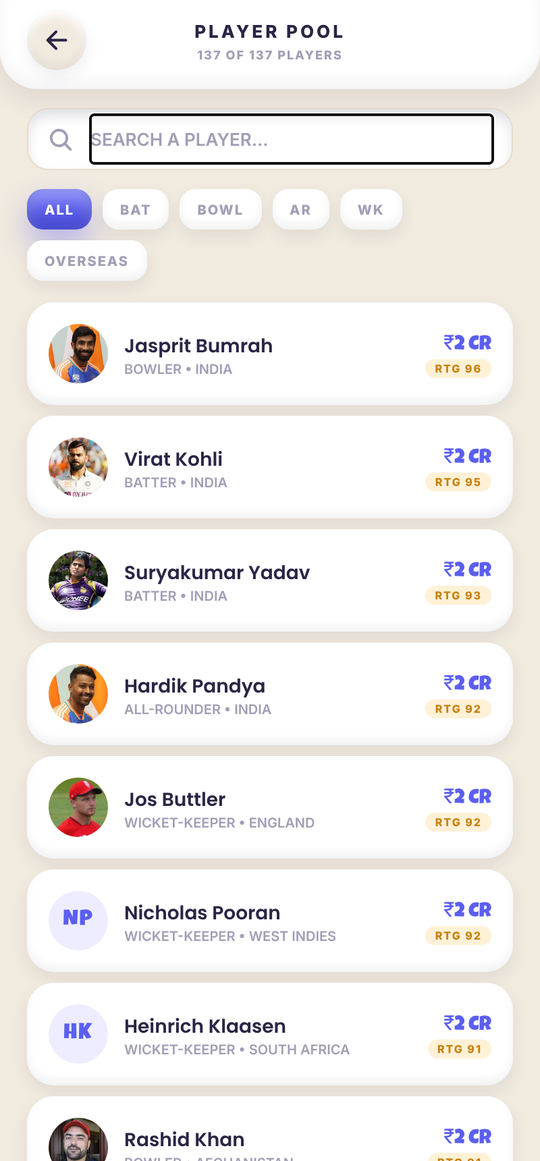 PLAYER POOL
137 OF 137 PLAYERS
SEARCH A PLAYER...
ALL BAT BOWL AR WK
OVERSEAS
Jasprit Bumrah ₹2 CR
BOWLER • INDIA RTG 96
Virat Kohli ₹2 CR
BATTER • INDIA RTG 95
Suryakumar Yadav ₹2 CR
BATTER • INDIA RTG 93
Hardik Pandya ₹2 CR
ALL-ROUNDER • INDIA RTG 92
Jos Buttler ₹2 CR
WICKET-KEEPER • ENGLAND RTG 92
NP Nicholas Pooran ₹2 CR
WICKET-KEEPER • WEST INDIES RTG 92
HK Heinrich Klaasen ₹2 CR
WICKET-KEEPER • SOUTH AFRICA RTG 91
Rashid Khan ₹2 CR
BOWLER • AFGHANISTAN RTG 91